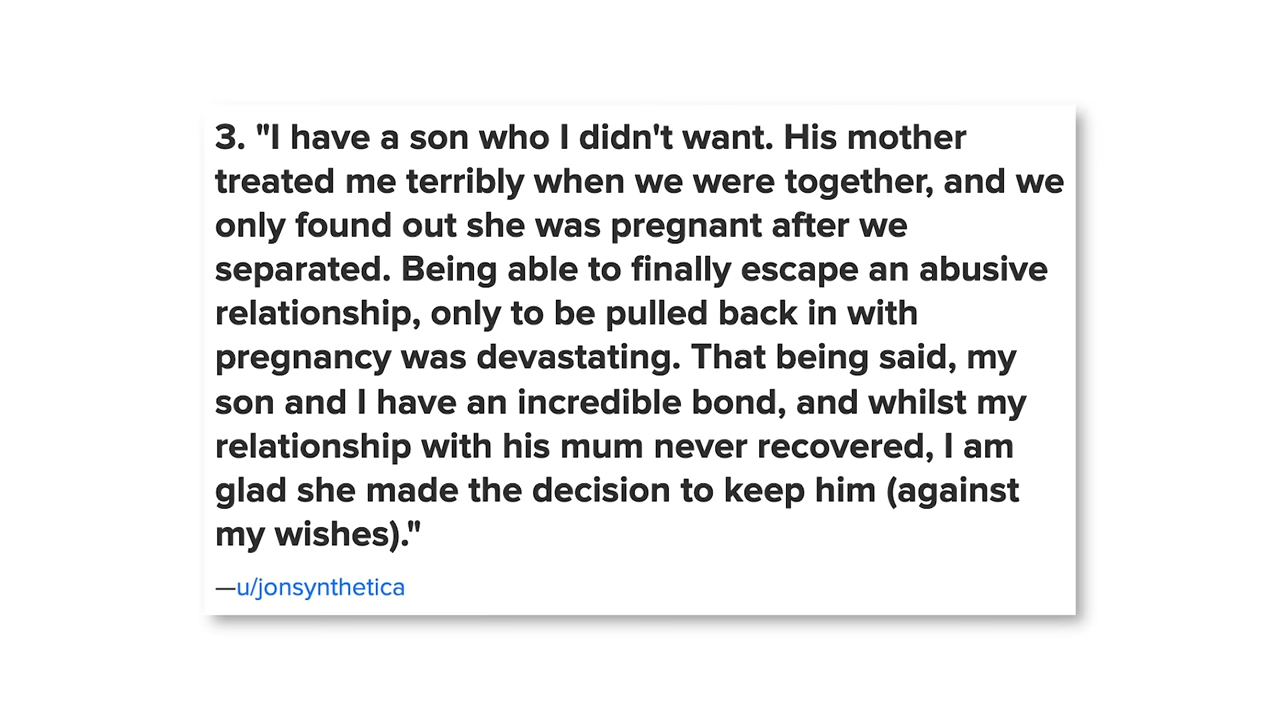 3. "I have a son who I didn't want. His mother
treated me terribly when we were together, and we
only found out she was pregnant after we
separated. Being able to finally escape an abusive
relationship, only to be pulled back in with
pregnancy was devastating. That being said, my
son and I have an incredible bond, and whilst my
relationship with his mum never recovered, I am
glad she made the decision to keep him (against
my wishes)."
—u/jonsynthetica